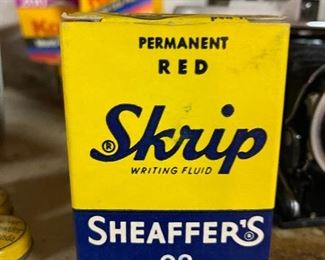 PERMANENT
RED
® Skrip
WRITING FLUID
SHEAFFER'S